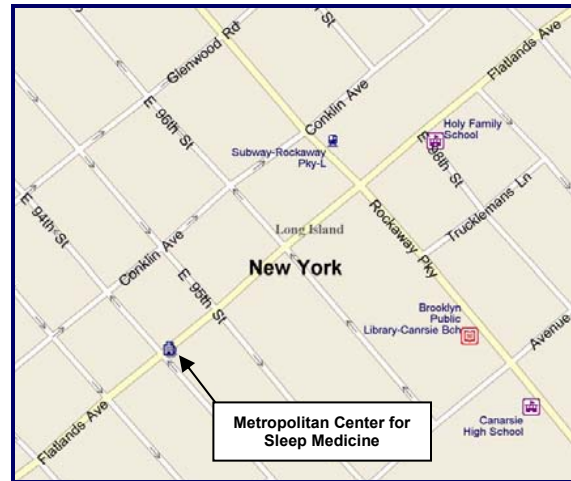 Glenwood Rd
Flatlands Ave
E 96th St
Conklin Ave
Holy Family
School
Subway-Rockaway
Pky-L
E 98th St
Trucklemans Ln
E 94th St
Long Island
Rockaway Pky
Conklin Ave
New York
E 95th St
Brooklyn
Public
Library-Canrsie Bch
Avenue
Metropolitan Center for
Sleep Medicine
Canarsie
High School
Flatlands Ave